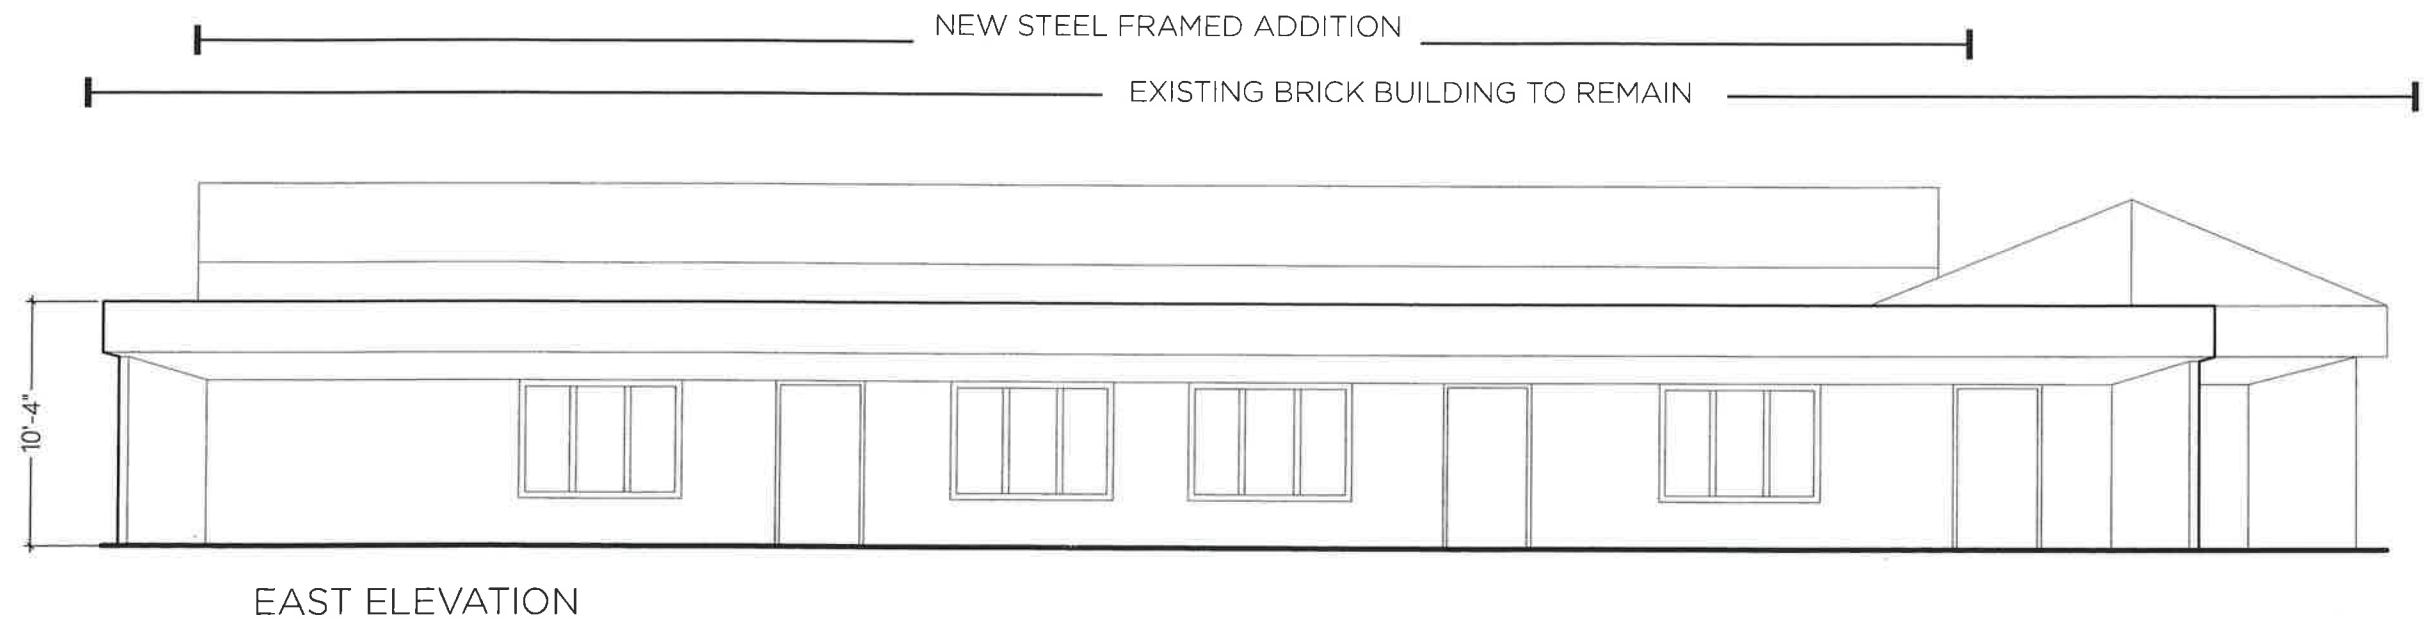 NEW STEEL FRAMED ADDITION
EXISTING BRICK BUILDING TO REMAIN
10'-4"
EAST ELEVATION